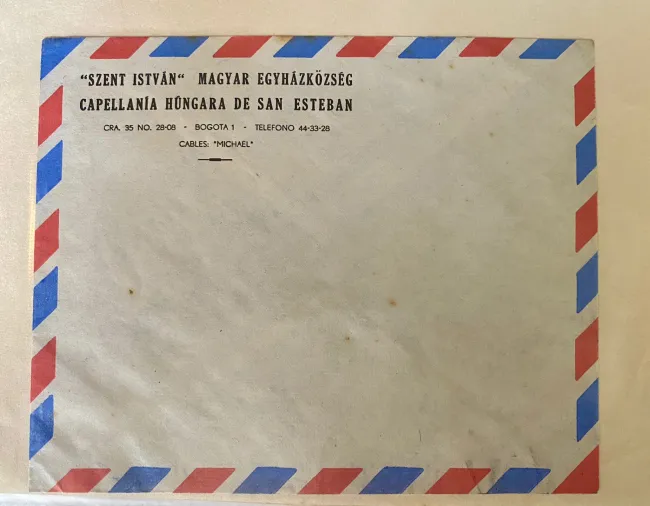 "SZENT ISTVÁN" MAGYAR EGYHÁZKÖZSÉG
CAPELLANÍA HÚNGARA DE SAN ESTEBAN
CRA. 35 NO. 28-08 - BOGOTA 1 - TELEFONO 44-33-28
CABLES: "MICHAEL"